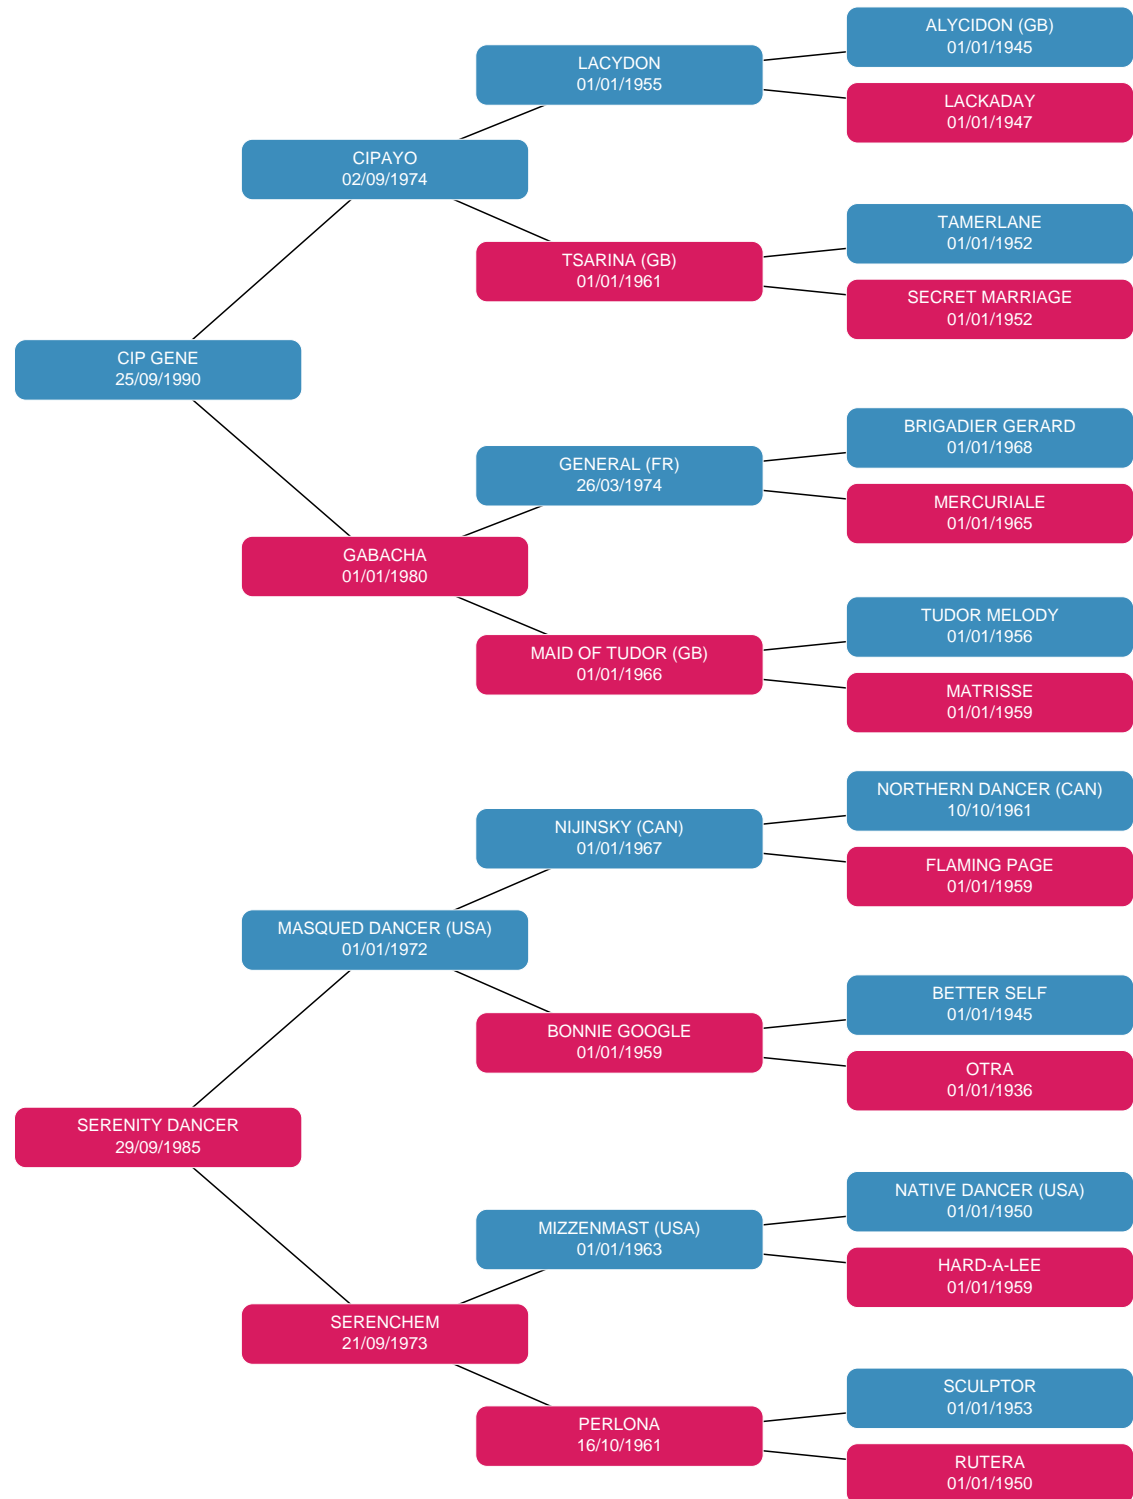 ALYCIDON (GB)
01/01/1945
LACYDON
01/01/1955
LACKADAY
01/01/1947
CIPAYO
02/09/1974
TAMERLANE
01/01/1952
TSARINA (GB)
01/01/1961
SECRET MARRIAGE
01/01/1952
CIP GENE
25/09/1990
BRIGADIER GERARD
01/01/1968
GENERAL (FR)
26/03/1974
MERCURIALE
01/01/1965
GABACHA
01/01/1980
TUDOR MELODY
01/01/1956
MAID OF TUDOR (GB)
01/01/1966
MATRISSE
01/01/1959
NORTHERN DANCER (CAN)
10/10/1961
NIJINSKY (CAN)
01/01/1967
FLAMING PAGE
01/01/1959
MASQUED DANCER (USA)
01/01/1972
BETTER SELF
01/01/1945
BONNIE GOOGLE
01/01/1959
OTRA
01/01/1936
SERENITY DANCER
29/09/1985
NATIVE DANCER (USA)
01/01/1950
MIZZENMAST (USA)
01/01/1963
HARD-A-LEE
01/01/1959
SERENCHEM
21/09/1973
SCULPTOR
01/01/1953
PERLONA
16/10/1961
RUTERA
01/01/1950